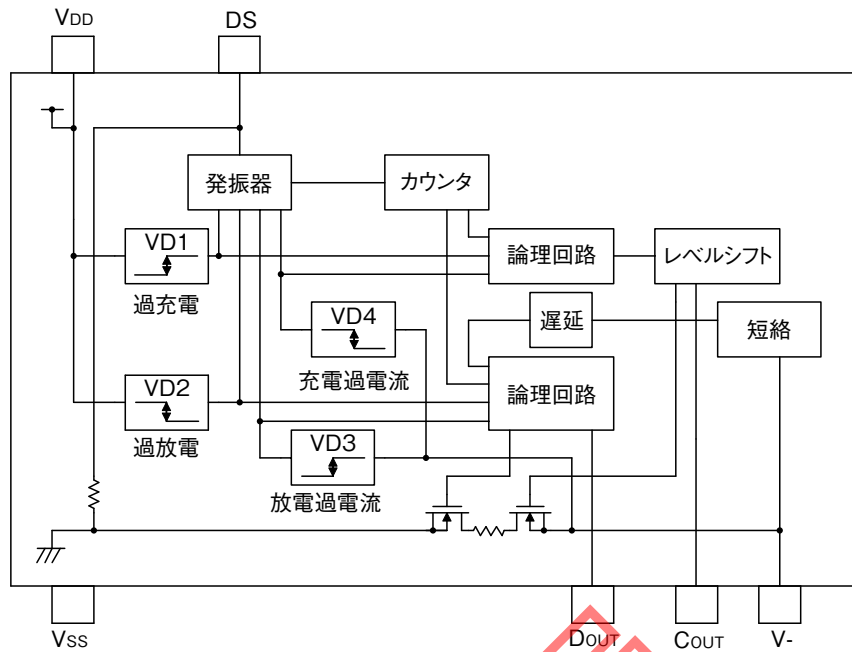 VDD
DS
発振器
カウンタ
VD1
過充電
論理回路
レベルシフト
VD4
充電過電流
遅延
短絡
VD2
過放電
論理回路
VD3
放電過電流
VSS
DOUT
COUT
V-